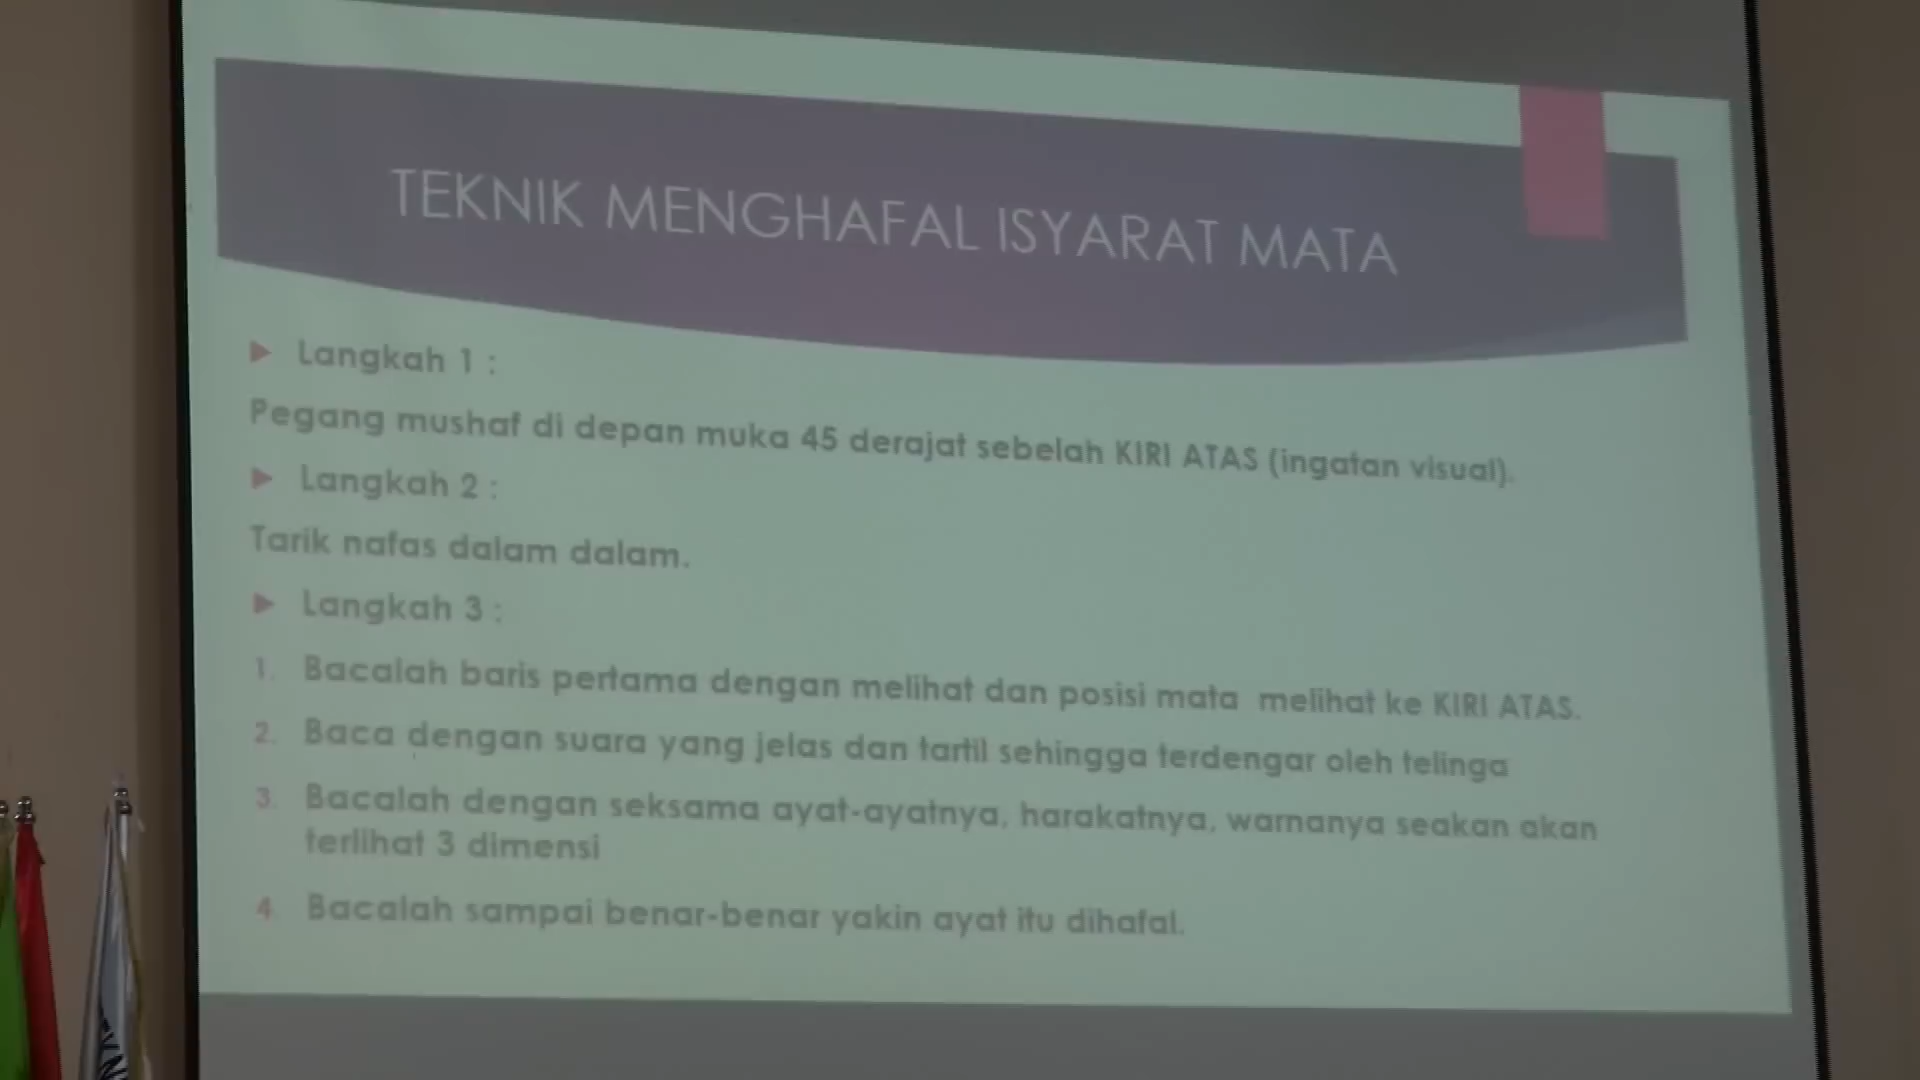 TEKNIK MENGHAFAL ISYARAT MATA
Langkah 1 :
Pegang mushaf di depan muka 45 derajat sebelah KIRI ATAS (ingatan visual).
Langkah 2 :
Tarik nafas dalam dalam.
Langkah 3 :
1. Bacalah baris pertama dengan melihat dan posisi mata melihat ke KIRI ATAS.
2. Baca dengan suara yang jelas dan tartil sehingga terdengar oleh telinga
3. Bacalah dengan seksama ayat-ayatnya, harakatnya, warnanya seakan akan
terlihat 3 dimensi
4. Bacalah sampai benar-benar yakin ayat itu dihafal.